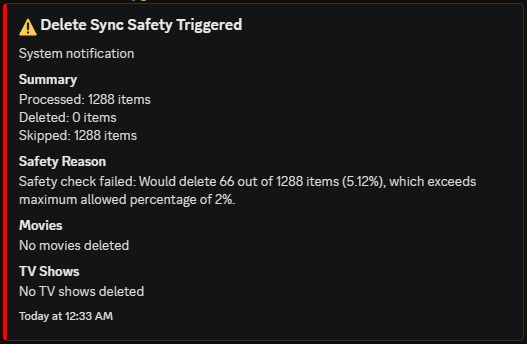 Delete Sync Safety Triggered
System notification
Summary
Processed: 1288 items
Deleted: 0 items
Skipped: 1288 items
Safety Reason
Safety check failed: Would delete 66 out of 1288 items (5.12%), which exceeds
maximum allowed percentage of 2%.
Movies
No movies deleted
TV Shows
No TV shows deleted
Today at 12:33 AM